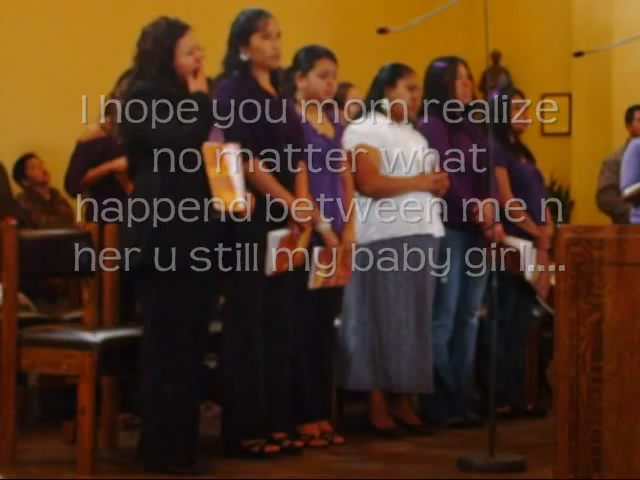 I hope you mom realize
no matter what
happend between me n
her u still my baby girl....